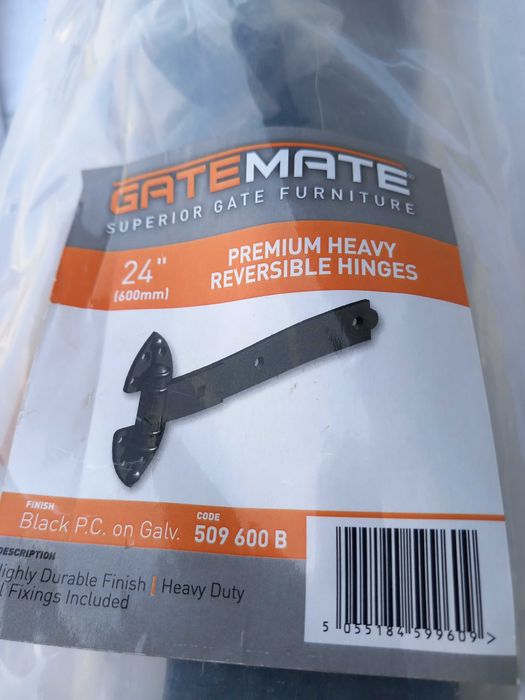 GATEMATE®
SUPERIOR GATE FURNITURE
24"
(600mm)
PREMIUM HEAVY
REVERSIBLE HINGES
FINISH
Black P.C. on Galv.
CODE
509 600 B
DESCRIPTION
Highly Durable Finish | Heavy Duty
l Fixings Included
5 055184 599609 >